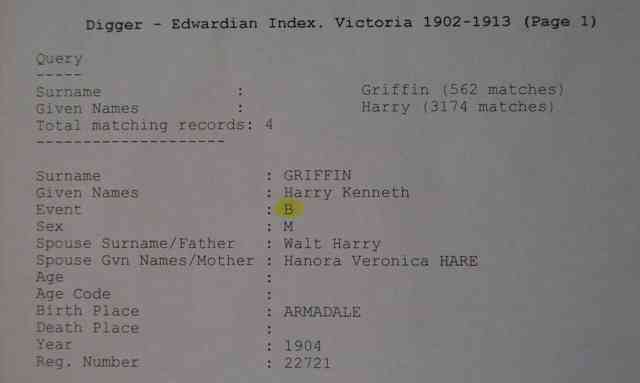 Digger - Edwardian Index. Victoria 1902-1913 (Page 1)
Query
-----
Surname : Griffin (562 matches)
Given Names : Harry (3174 matches)
Total matching records: 4
--------------------
Surname : GRIFFIN
Given Names : Harry Kenneth
Event : B
Sex : M
Spouse Surname/Father : Walt Harry
Spouse Gvn Names/Mother : Hanora Veronica HARE
Age :
Age Code :
Birth Place : ARMADALE
Death Place :
Year : 1904
Reg. Number : 22721